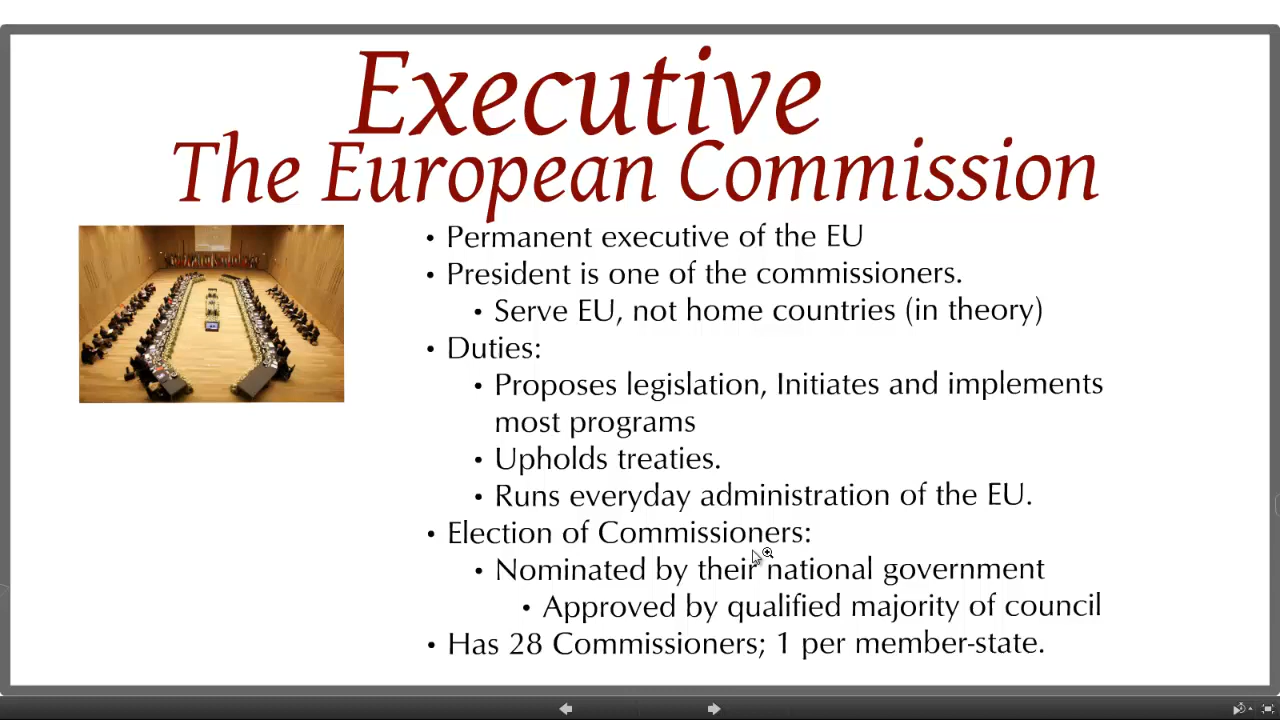 Executive
The European Commission
• Permanent executive of the EU
• President is one of the commissioners.
• Serve EU, not home countries (in theory)
• Duties:
• Proposes legislation, Initiates and implements
most programs
• Upholds treaties.
• Runs everyday administration of the EU.
• Election of Commissioners:
• Nominated by their national government
• Approved by qualified majority of council
• Has 28 Commissioners; 1 per member-state.